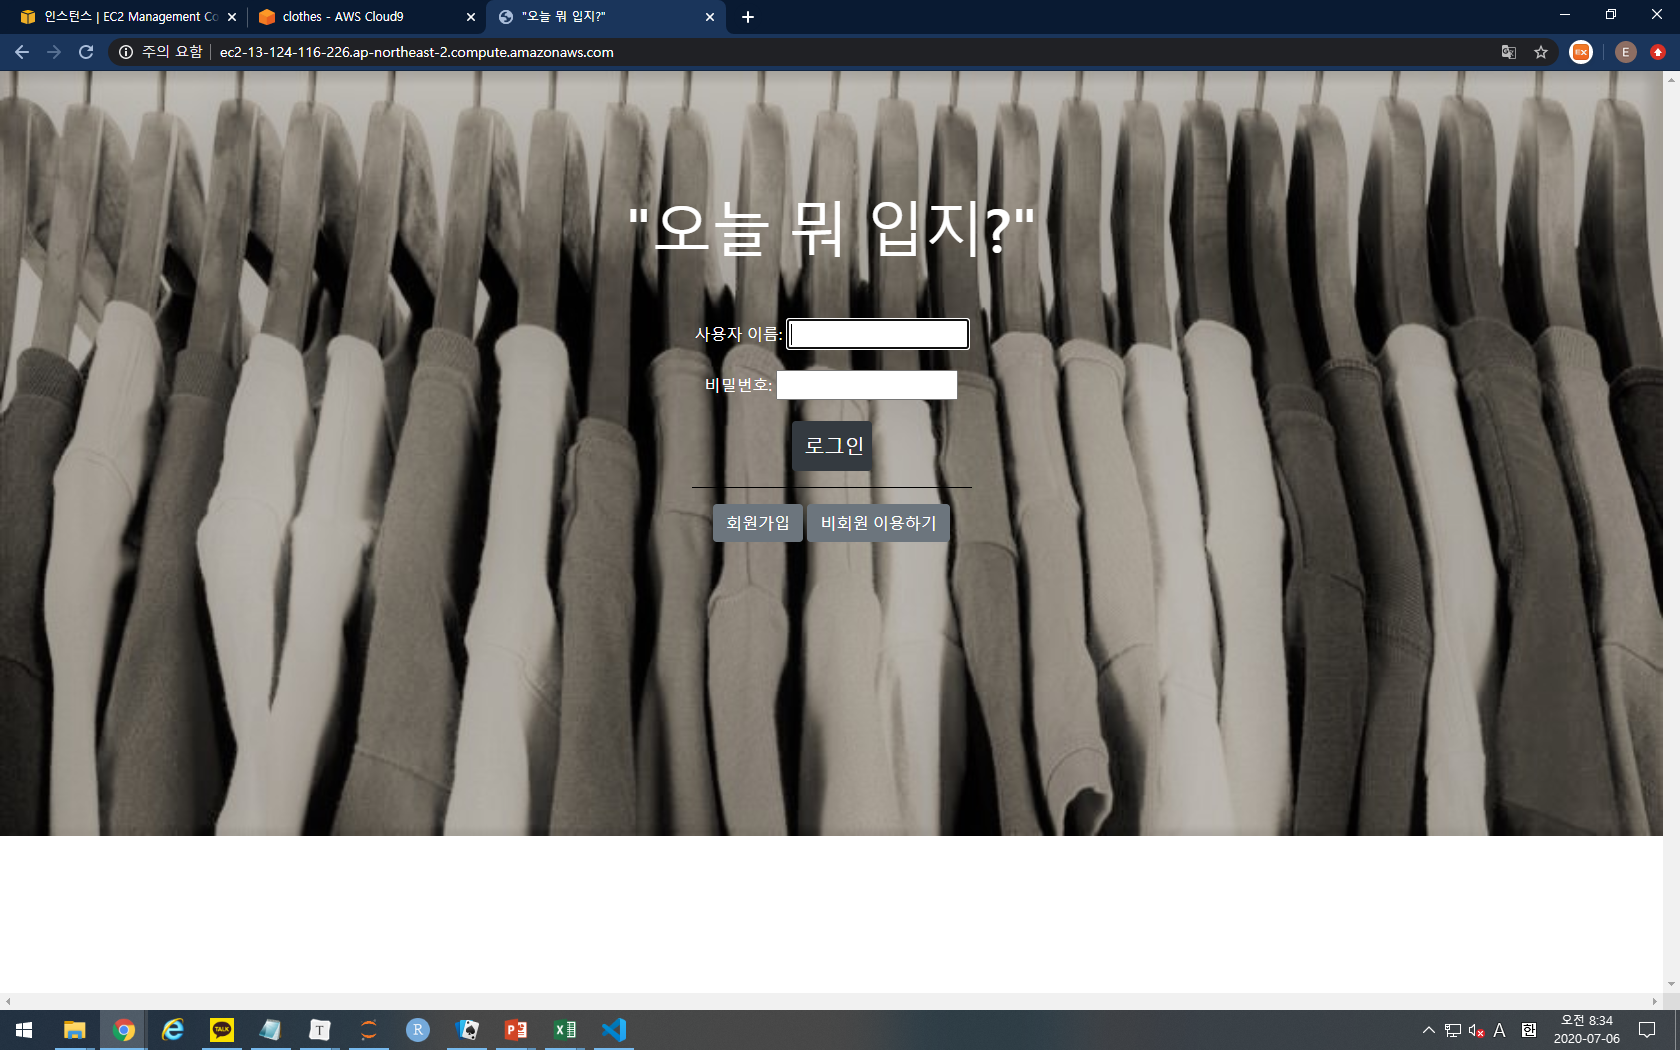 인스턴스 | EC2 Management Co
clothes - AWS Cloud9
"오늘 뭐 입지?"
주의 요함
ec2-13-124-116-226.ap-northeast-2.compute.amazonaws.com
E
"오늘 뭐 입지?"
사용자 이름:
비밀번호:
로그인
회원가입 비회원 이용하기
TALK
T
R
A
오전 8:34
2020-07-06